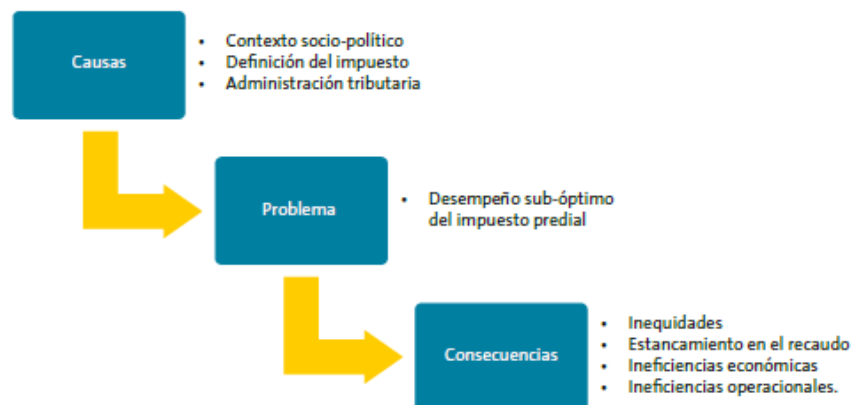 Causas
• Contexto socio-político
• Definición del impuesto
• Administración tributaria
Problema
• Desempeño sub-óptimo
del impuesto predial
Consecuencias
• Inequidades
• Estancamiento en el recaudo
• Ineficiencias económicas
• Ineficiencias operacionales.